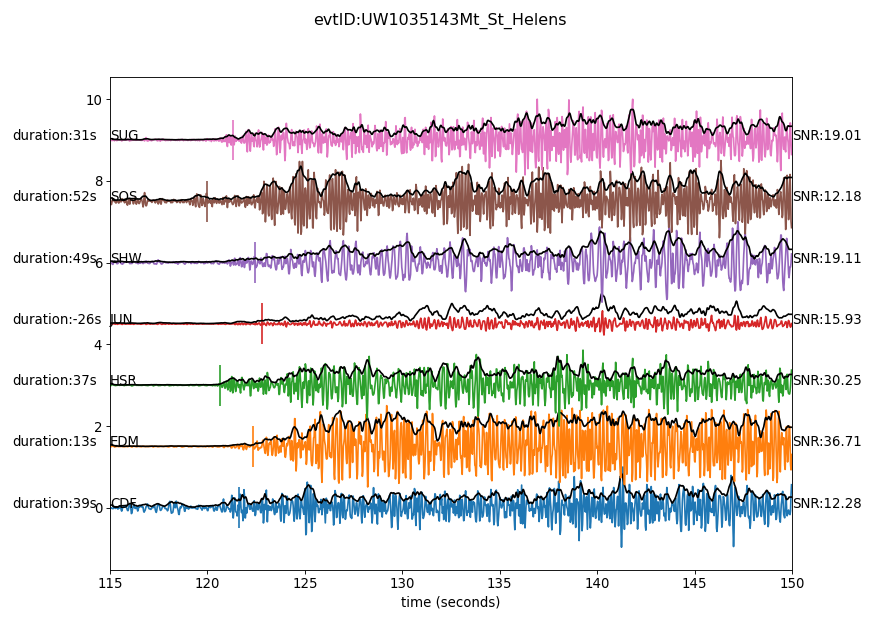 evtID:UW1035143Mt_St_Helens
10
duration:31s SUG SNR:19.01
8
duration:52s SOS SNR:12.18
duration:49s SHW SNR:19.11
6
duration:-26s JUN SNR:15.93
4
duration:37s HSR SNR:30.25
2
duration:13s EDM SNR:36.71
duration:39s CDF SNR:12.28
0
115 120 125 130 135 140 145 150
time (seconds)